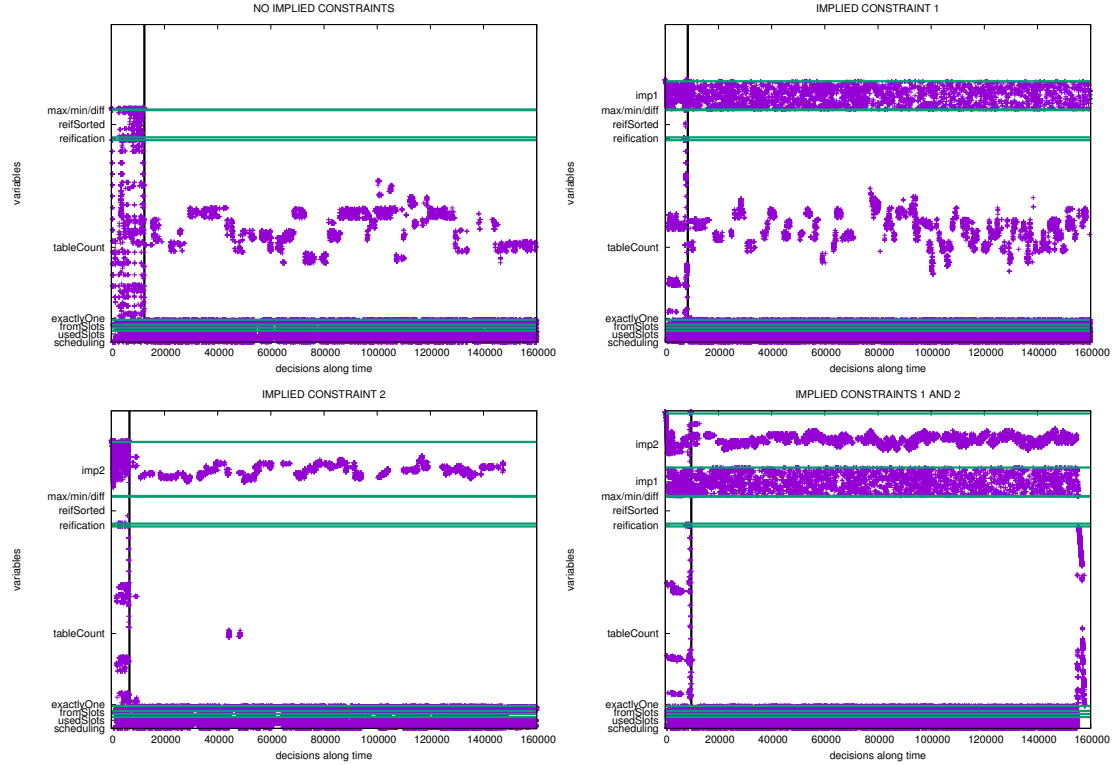 NO IMPLIED CONSTRAINTS
variables
max/min/diff
reifSorted
reification
tableCount
exactlyOne
fromSlots
usedSlots
scheduling
0 20000 40000 60000 80000 100000 120000 140000 160000
decisions along time
IMPLIED CONSTRAINT 1
variables
imp1
max/min/diff
reifSorted
reification
tableCount
exactlyOne
fromSlots
usedSlots
scheduling
0 20000 40000 60000 80000 100000 120000 140000 160000
decisions along time
IMPLIED CONSTRAINT 2
variables
imp2
max/min/diff
reifSorted
reification
tableCount
exactlyOne
fromSlots
usedSlots
scheduling
0 20000 40000 60000 80000 100000 120000 140000 160000
decisions along time
IMPLIED CONSTRAINTS 1 AND 2
variables
imp2
imp1
max/min/diff
reifSorted
reification
tableCount
exactlyOne
fromSlots
usedSlots
scheduling
0 20000 40000 60000 80000 100000 120000 140000 160000
decisions along time